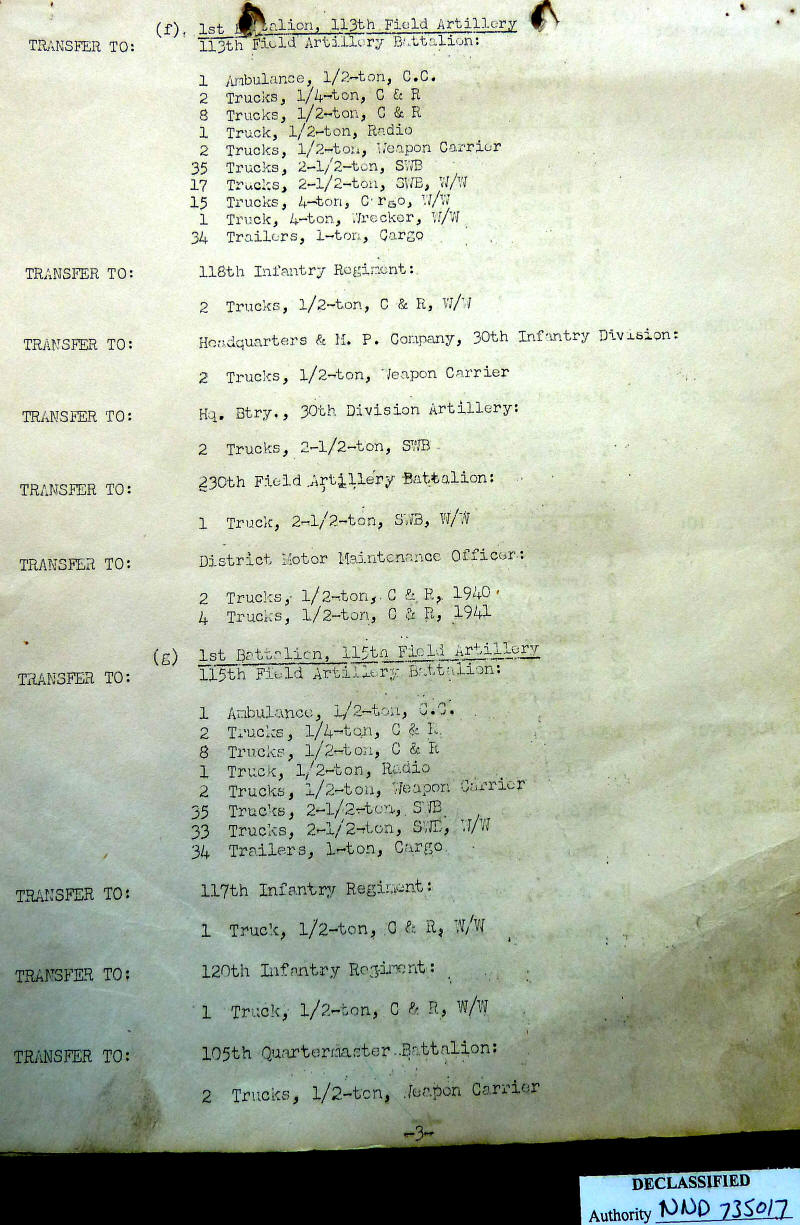 (f). 1st Battalion, 113th Field Artillery
TRANSFER TO: 113th Field Artillery Battalion:
1 Ambulance, 1/2-ton, C.C.
2 Trucks, 1/4-ton, C & R
8 Trucks, 1/2-ton, C & R
1 Truck, 1/2-ton, Radio
2 Trucks, 1/2-ton, Weapon Carrier
35 Trucks, 2-1/2-ton, SWB
17 Trucks, 2-1/2-ton, SWB, W/W
15 Trucks, 4-ton, Cargo, W/W
1 Truck, 4-ton, Wrecker, W/W
34 Trailers, 1-ton, Cargo
TRANSFER TO: 118th Infantry Regiment:
2 Trucks, 1/2-ton, C & R, W/W
TRANSFER TO: Headquarters & M. P. Company, 30th Infantry Division:
2 Trucks, 1/2-ton, Weapon Carrier
TRANSFER TO: Hq. Btry., 30th Division Artillery:
2 Trucks, 2-1/2-ton, SWB
TRANSFER TO: 230th Field Artillery Battalion:
1 Truck, 2-1/2-ton, SWB, W/W
TRANSFER TO: District Motor Maintenance Officer:
2 Trucks, 1/2-ton, C & R, 1940
4 Trucks, 1/2-ton, C & R, 1941
(g) 1st Battalion, 115th Field Artillery
TRANSFER TO: 115th Field Artillery Battalion:
1 Ambulance, 1/2-ton, C.C.
2 Trucks, 1/4-ton, C & R
8 Trucks, 1/2-ton, C & R
1 Truck, 1/2-ton, Radio
2 Trucks, 1/2-ton, Weapon Carrier
35 Trucks, 2-1/2-ton, SWB
33 Trucks, 2-1/2-ton, SWB, W/W
34 Trailers, 1-ton, Cargo
TRANSFER TO: 117th Infantry Regiment:
1 Truck, 1/2-ton, C & R, W/W
TRANSFER TO: 120th Infantry Regiment:
1 Truck, 1/2-ton, C & R, W/W
TRANSFER TO: 105th Quartermaster Battalion:
2 Trucks, 1/2-ton, Weapon Carrier
-3-
DECLASSIFIED
Authority NND 735017